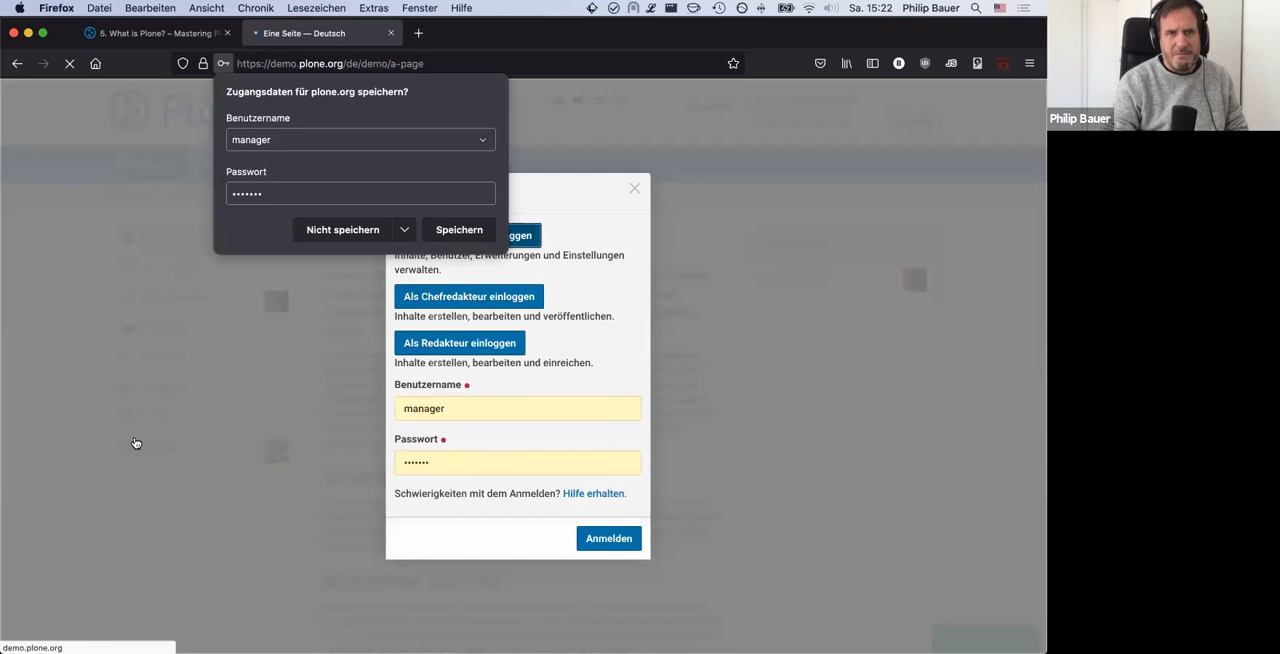 Firefox Datei Bearbeiten Ansicht Chronik Lesezeichen Extras Fenster Hilfe Sa. 15:22 Philip Bauer
5. What is Plone? – Mastering P
Eine Seite — Deutsch
https://demo.plone.org/de/demo/a-page
Zugangsdaten für plone.org speichern?
Benutzername
manager
Passwort
•••••••
Nicht speichern
Speichern
Philip Bauer
ggen
Inhalte, Benutzer, Erweiterungen und Einstellungen
verwalten.
Als Chefredakteur einloggen
Inhalte erstellen, bearbeiten und veröffentlichen.
Als Redakteur einloggen
Inhalte erstellen, bearbeiten und einreichen.
Benutzername
manager
Passwort
•••••••
Schwierigkeiten mit dem Anmelden? Hilfe erhalten.
Anmelden
demo.plone.org